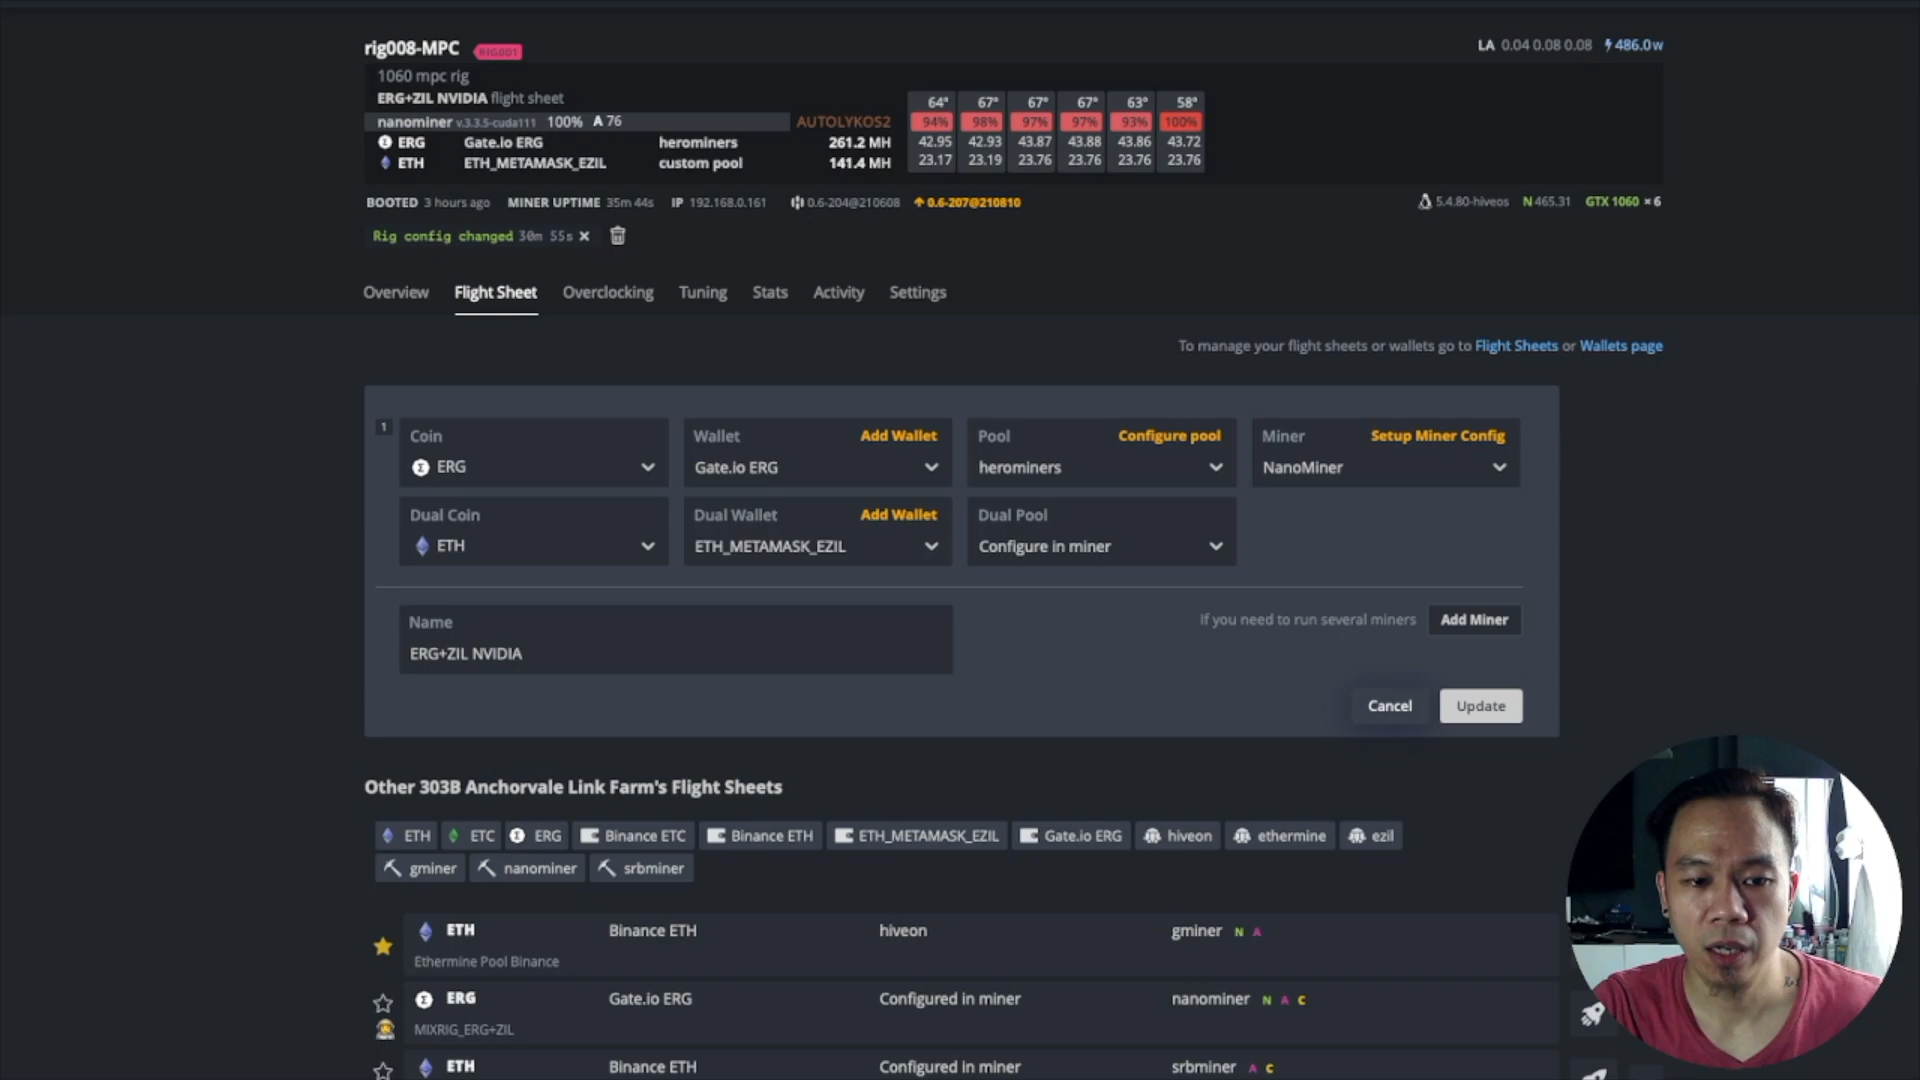 rig008-MPC RIG001 LA 0.04 0.08 0.08 486.0w
1060 mpc rig
ERG+ZIL NVIDIA flight sheet
64° 67° 67° 67° 63° 58°
nanominer v.3.3.5-cuda111 100% A 76 AUTOLYKOS2 94% 98% 97% 97% 93% 100%
ERG Gate.io ERG herominers 261.2 MH 42.95 42.93 43.87 43.88 43.86 43.72
ETH ETH_METAMASK_EZIL custom pool 141.4 MH 23.17 23.19 23.76 23.76 23.76 23.76
BOOTED 3 hours ago MINER UPTIME 35m 44s IP 192.168.0.161 0.6-204@210608 0.6-207@210810 5.4.80-hiveos N 465.31 GTX 1060 × 6
Rig config changed 30m 55s ×
Overview Flight Sheet Overclocking Tuning Stats Activity Settings
To manage your flight sheets or wallets go to Flight Sheets or Wallets page
1 Coin Wallet Add Wallet Pool Configure pool Miner Setup Miner Config
ERG Gate.io ERG herominers NanoMiner
Dual Coin Dual Wallet Add Wallet Dual Pool
ETH ETH_METAMASK_EZIL Configure in miner
Name If you need to run several miners Add Miner
ERG+ZIL NVIDIA
Cancel Update
Other 303B Anchorvale Link Farm's Flight Sheets
ETH ETC ERG Binance ETC Binance ETH ETH_METAMASK_EZIL Gate.io ERG hiveon ethermine ezil
gminer nanominer srbminer
ETH Binance ETH hiveon gminer N A
Ethermine Pool Binance
ERG Gate.io ERG Configured in miner nanominer N A C
MIXRIG_ERG+ZIL
ETH Binance ETH Configured in miner srbminer A C